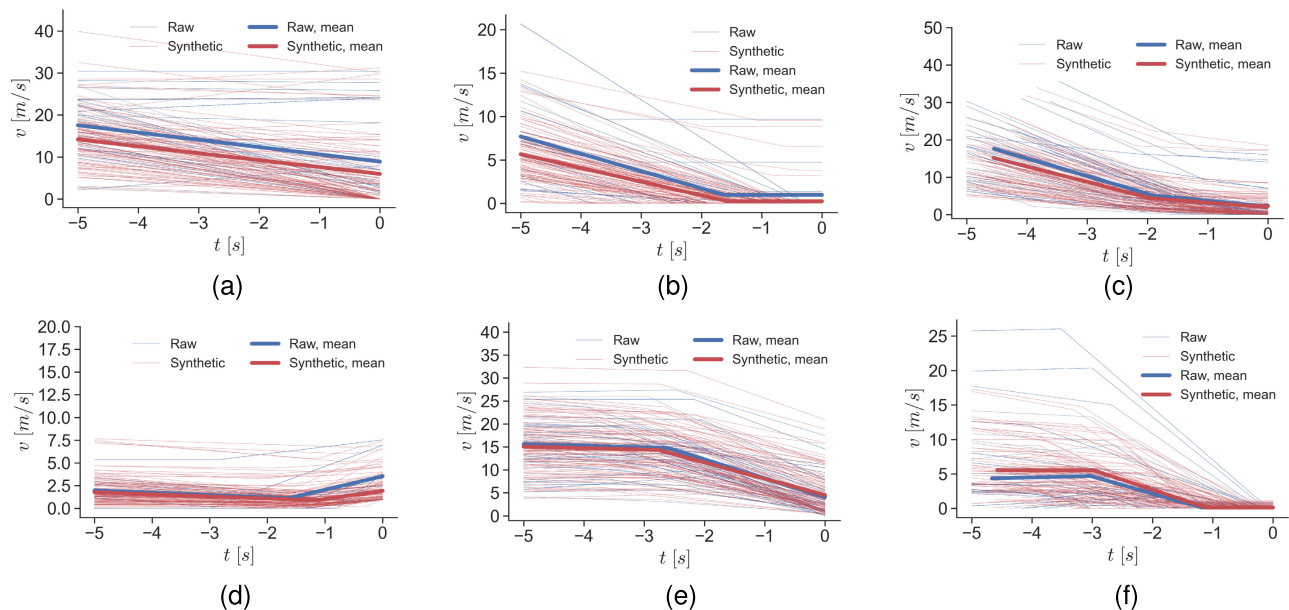 40
30
20
10
0
v [m/s]
Raw
Synthetic
Raw, mean
Synthetic, mean
−5 −4 −3 −2 −1 0
t [s]
(a)
20
15
10
5
0
v [m/s]
Raw
Synthetic
Raw, mean
Synthetic, mean
−5 −4 −3 −2 −1 0
t [s]
(b)
50
40
30
20
10
0
v [m/s]
Raw
Synthetic
Raw, mean
Synthetic, mean
−5 −4 −3 −2 −1 0
t [s]
(c)
20.0
17.5
15.0
12.5
10.0
7.5
5.0
2.5
0.0
v [m/s]
Raw
Synthetic
Raw, mean
Synthetic, mean
−5 −4 −3 −2 −1 0
t [s]
(d)
40
35
30
25
20
15
10
5
0
v [m/s]
Raw
Synthetic
Raw, mean
Synthetic, mean
−5 −4 −3 −2 −1 0
t [s]
(e)
25
20
15
10
5
0
v [m/s]
Raw
Synthetic
Raw, mean
Synthetic, mean
−5 −4 −3 −2 −1 0
t [s]
(f)